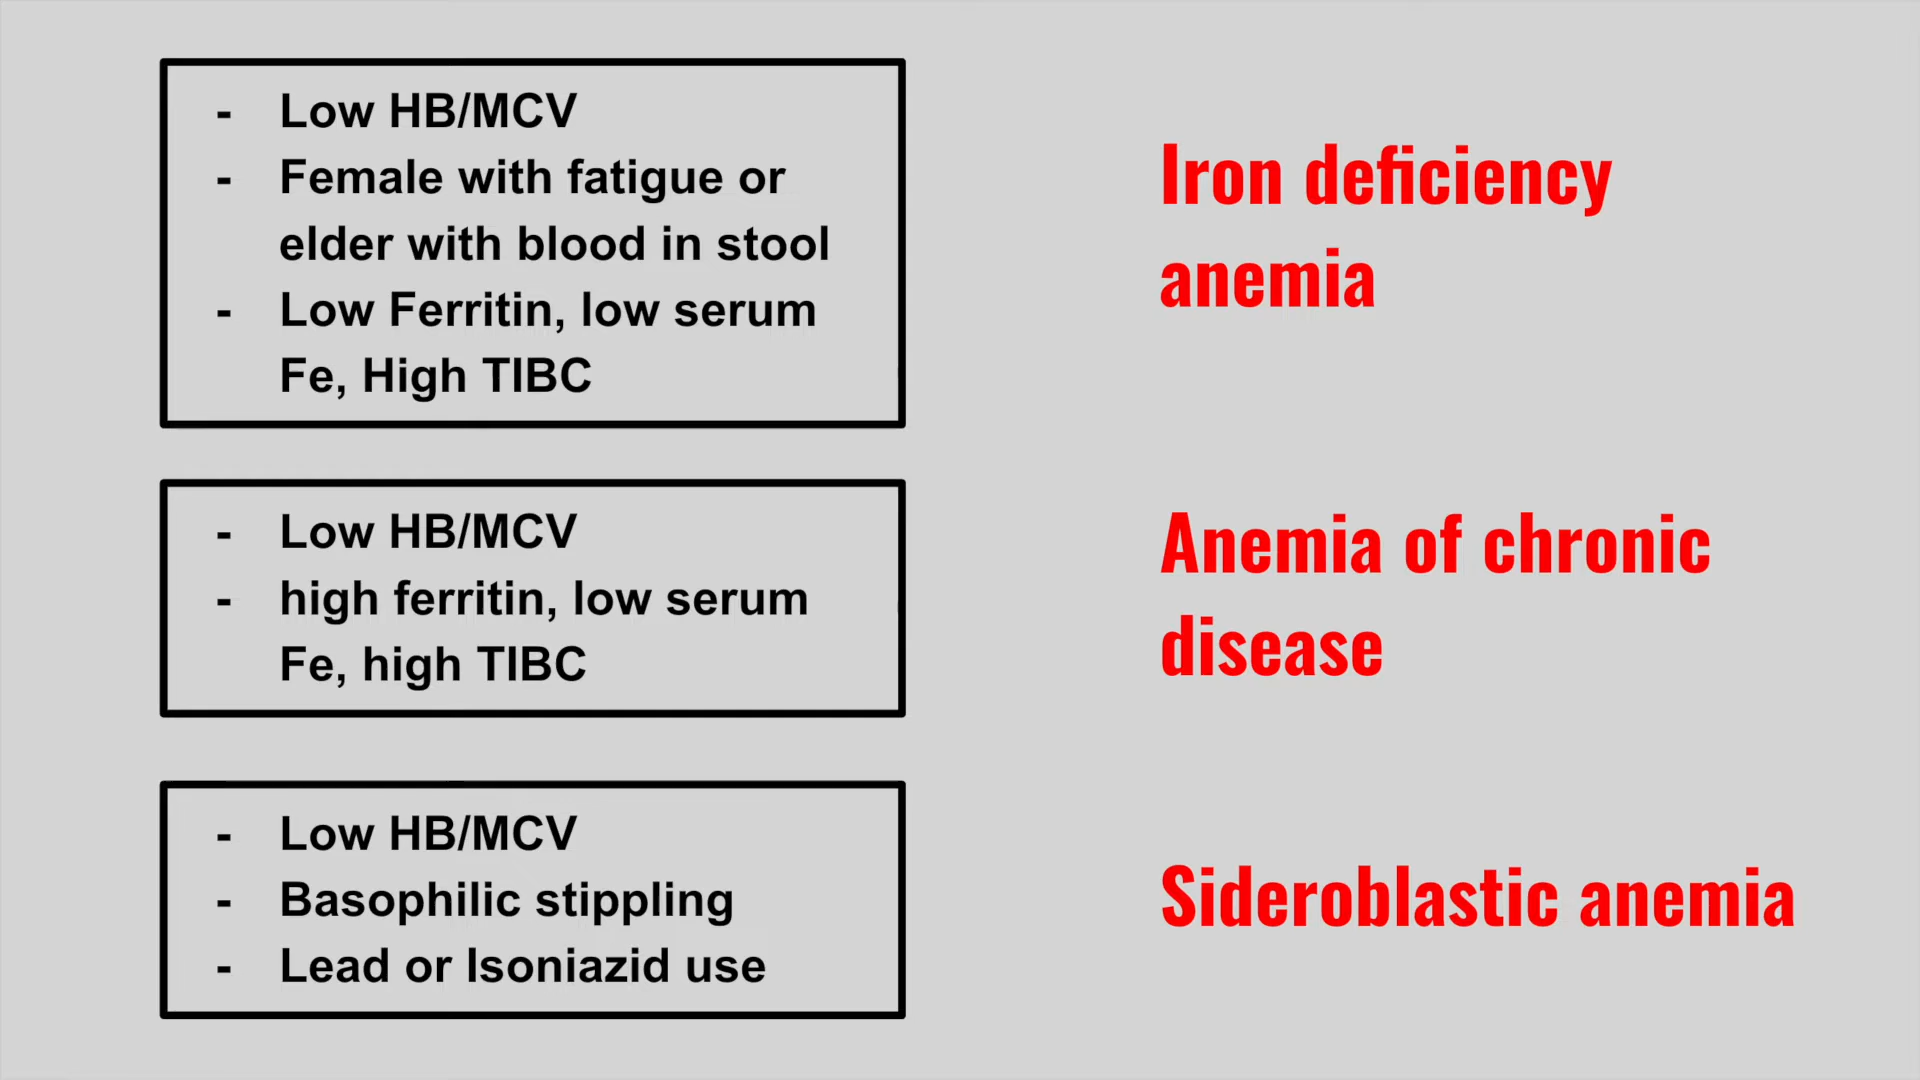 - Low HB/MCV
- Female with fatigue or
elder with blood in stool
- Low Ferritin, low serum
Fe, High TIBC
Iron deficiency
anemia
- Low HB/MCV
- high ferritin, low serum
Fe, high TIBC
Anemia of chronic
disease
- Low HB/MCV
- Basophilic stippling
- Lead or Isoniazid use
Sideroblastic anemia